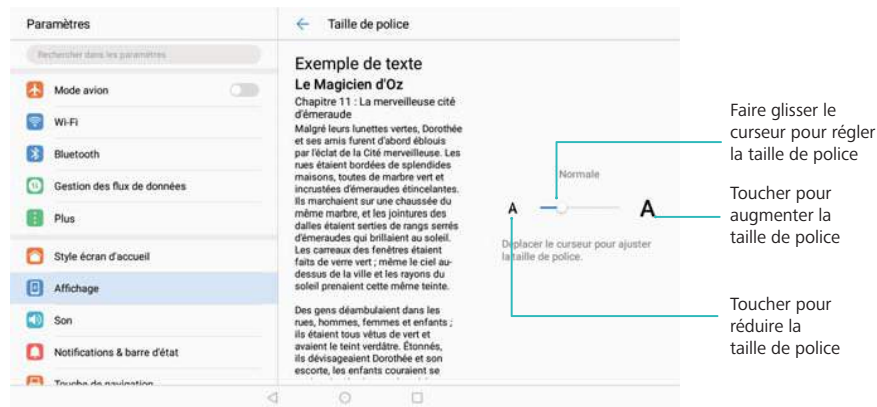 Paramètres
Rechercher dans les paramètres
Mode avion
Wi-Fi
Bluetooth
Gestion des flux de données
Plus
Style écran d'accueil
Affichage
Son
Notifications & barre d'état
Touche de navigation
Taille de police
Exemple de texte
Le Magicien d'Oz
Chapitre 11 : La merveilleuse cité
d'émeraude
Malgré leurs lunettes vertes, Dorothée
et ses amis furent d'abord éblouis
par l'éclat de la Cité merveilleuse. Les
rues étaient bordées de splendides
maisons, toutes de marbre vert et
incrustées d'émeraudes étincelantes.
Ils marchaient sur une chaussée du
même marbre, et les jointures des
dalles étaient serties de rangs serrés
d'émeraudes qui brillaient au soleil.
Les carreaux des fenêtres étaient
faits de verre vert ; même le ciel au-
dessus de la ville et les rayons du
soleil prenaient cette même teinte.
Des gens déambulaient dans les
rues, hommes, femmes et enfants ;
ils étaient tous vêtus de vert et
avaient le teint verdâtre. Étonnés,
ils dévisageaient Dorothée et son
escorte, les enfants couraient se
Normale
A A
Déplacer le curseur pour ajuster
la taille de police.
Faire glisser le
curseur pour régler
la taille de police
Toucher pour
augmenter la
taille de police
Toucher pour
réduire la
taille de police